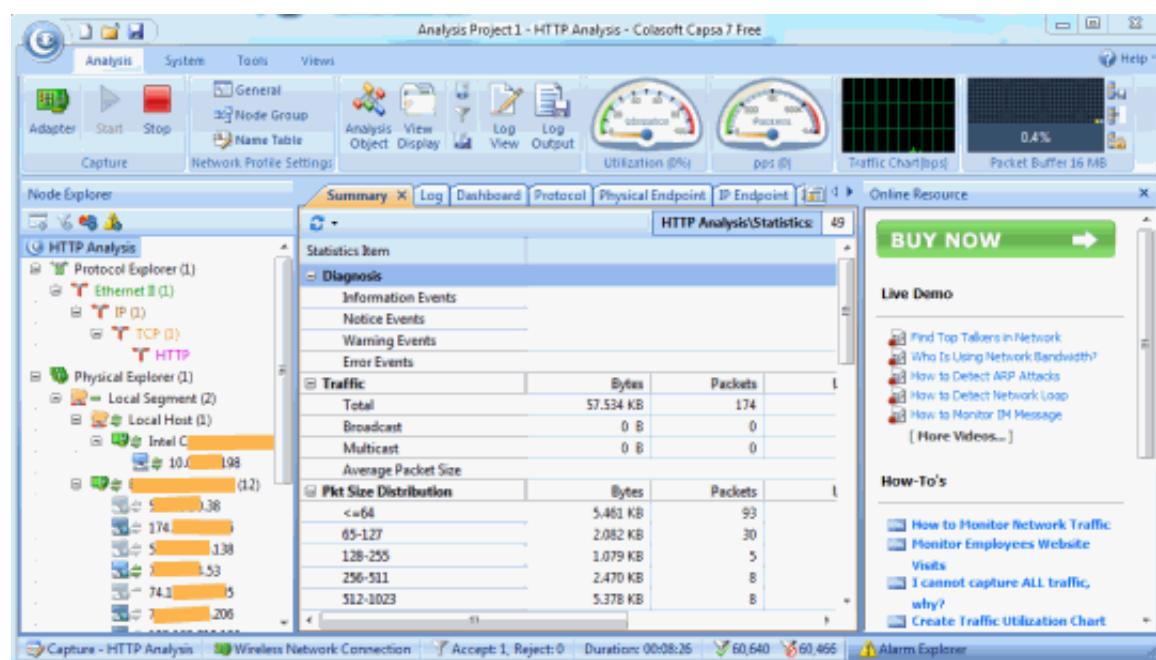 Analysis Project 1 - HTTP Analysis - Colasoft Capsa 7 Free
Analysis System Tools Views Help
Adapter Start Stop
General
Node Group
Name Table
Analysis Object
View Display
Log View
Log Output
Utilization
Packets
0.4%
Capture
Network Profile Settings
Utilization (0%)
pps (0)
Traffic Chart(bps)
Packet Buffer 16 MB
Node Explorer
HTTP Analysis
Protocol Explorer (1)
Ethernet II (1)
IP (1)
TCP (1)
HTTP
Physical Explorer (1)
Local Segment (2)
Local Host (1)
Intel C
198
(12)
.38
174.
.138
.53
74.1
.206
Summary Log Dashboard Protocol Physical Endpoint IP Endpoint
HTTP Analysis\Statistics: 49
Statistics Item
Diagnosis
Information Events
Notice Events
Warning Events
Error Events
Traffic Bytes Packets
Total 57.534 KB 174
Broadcast 0 B 0
Multicast 0 B 0
Average Packet Size
Pkt Size Distribution Bytes Packets
<=64 5.461 KB 93
65-127 2.082 KB 30
128-255 1.079 KB 5
256-511 2.470 KB 8
512-1023 5.378 KB 8
Online Resource
BUY NOW
Live Demo
Find Top Talkers in Network
Who Is Using Network Bandwidth?
How to Detect ARP Attacks
How to Detect Network Loop
How to Monitor IM Message
[ More Videos... ]
How-To's
How to Monitor Network Traffic
Monitor Employees Website
Visits
I cannot capture ALL traffic,
why?
Create Traffic Utilization Chart
Capture - HTTP Analysis Wireless Network Connection Accept: 1, Reject: 0 Duration: 00:08:26 60,640 60,466 Alarm Explorer